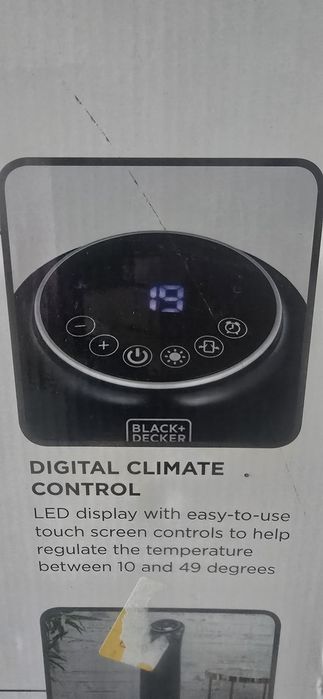 19
BLACK+
DECKER
DIGITAL CLIMATE
CONTROL
LED display with easy-to-use
touch screen controls to help
regulate the temperature
between 10 and 49 degrees